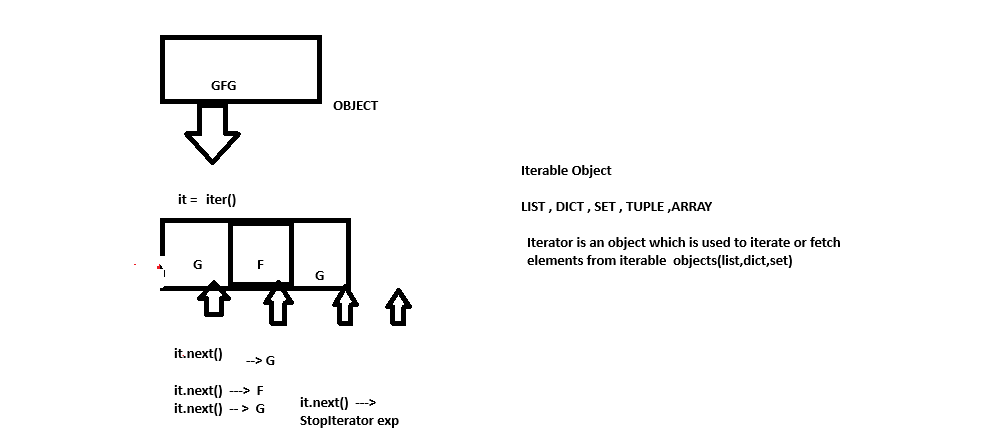 GFG
OBJECT
it = iter()
G F G
it.next() --> G
it.next() ---> F
it.next() -- > G
it.next() --->
StopIterator exp
Iterable Object
LIST , DICT , SET , TUPLE ,ARRAY
Iterator is an object which is used to iterate or fetch
elements from iterable objects(list,dict,set)